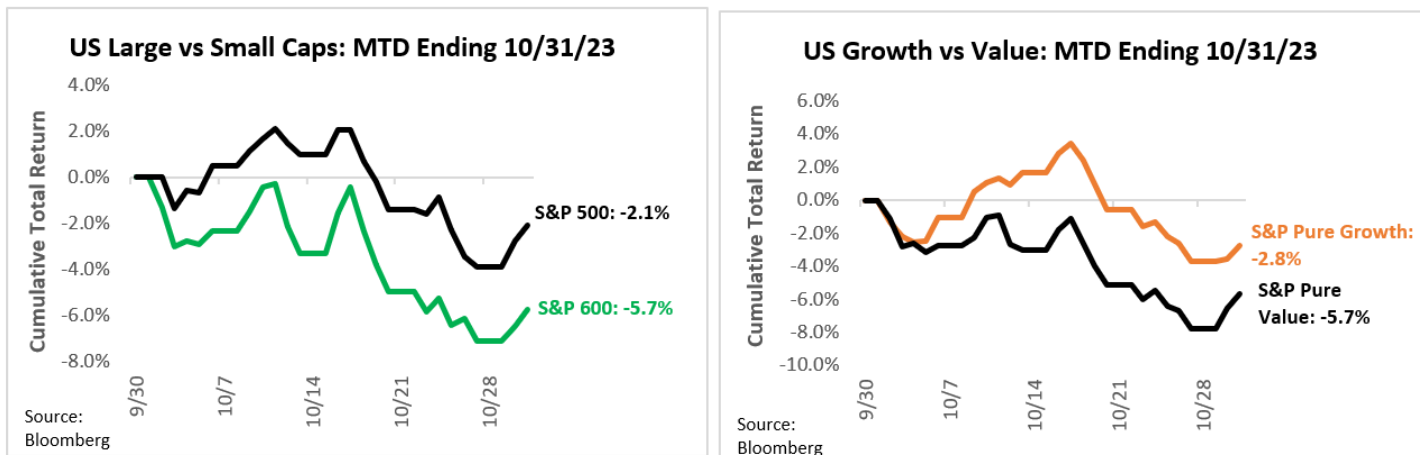 US Large vs Small Caps: MTD Ending 10/31/23
Cumulative Total Return
4.0%
2.0%
0.0%
-2.0%
-4.0%
-6.0%
-8.0%
S&P 500: -2.1%
S&P 600: -5.7%
9/30
10/7
10/14
10/21
10/28
Source:
Bloomberg
US Growth vs Value: MTD Ending 10/31/23
Cumulative Total Return
6.0%
4.0%
2.0%
0.0%
-2.0%
-4.0%
-6.0%
-8.0%
-10.0%
S&P Pure Growth:
-2.8%
S&P Pure
Value: -5.7%
9/30
10/7
10/14
10/21
10/28
Source:
Bloomberg